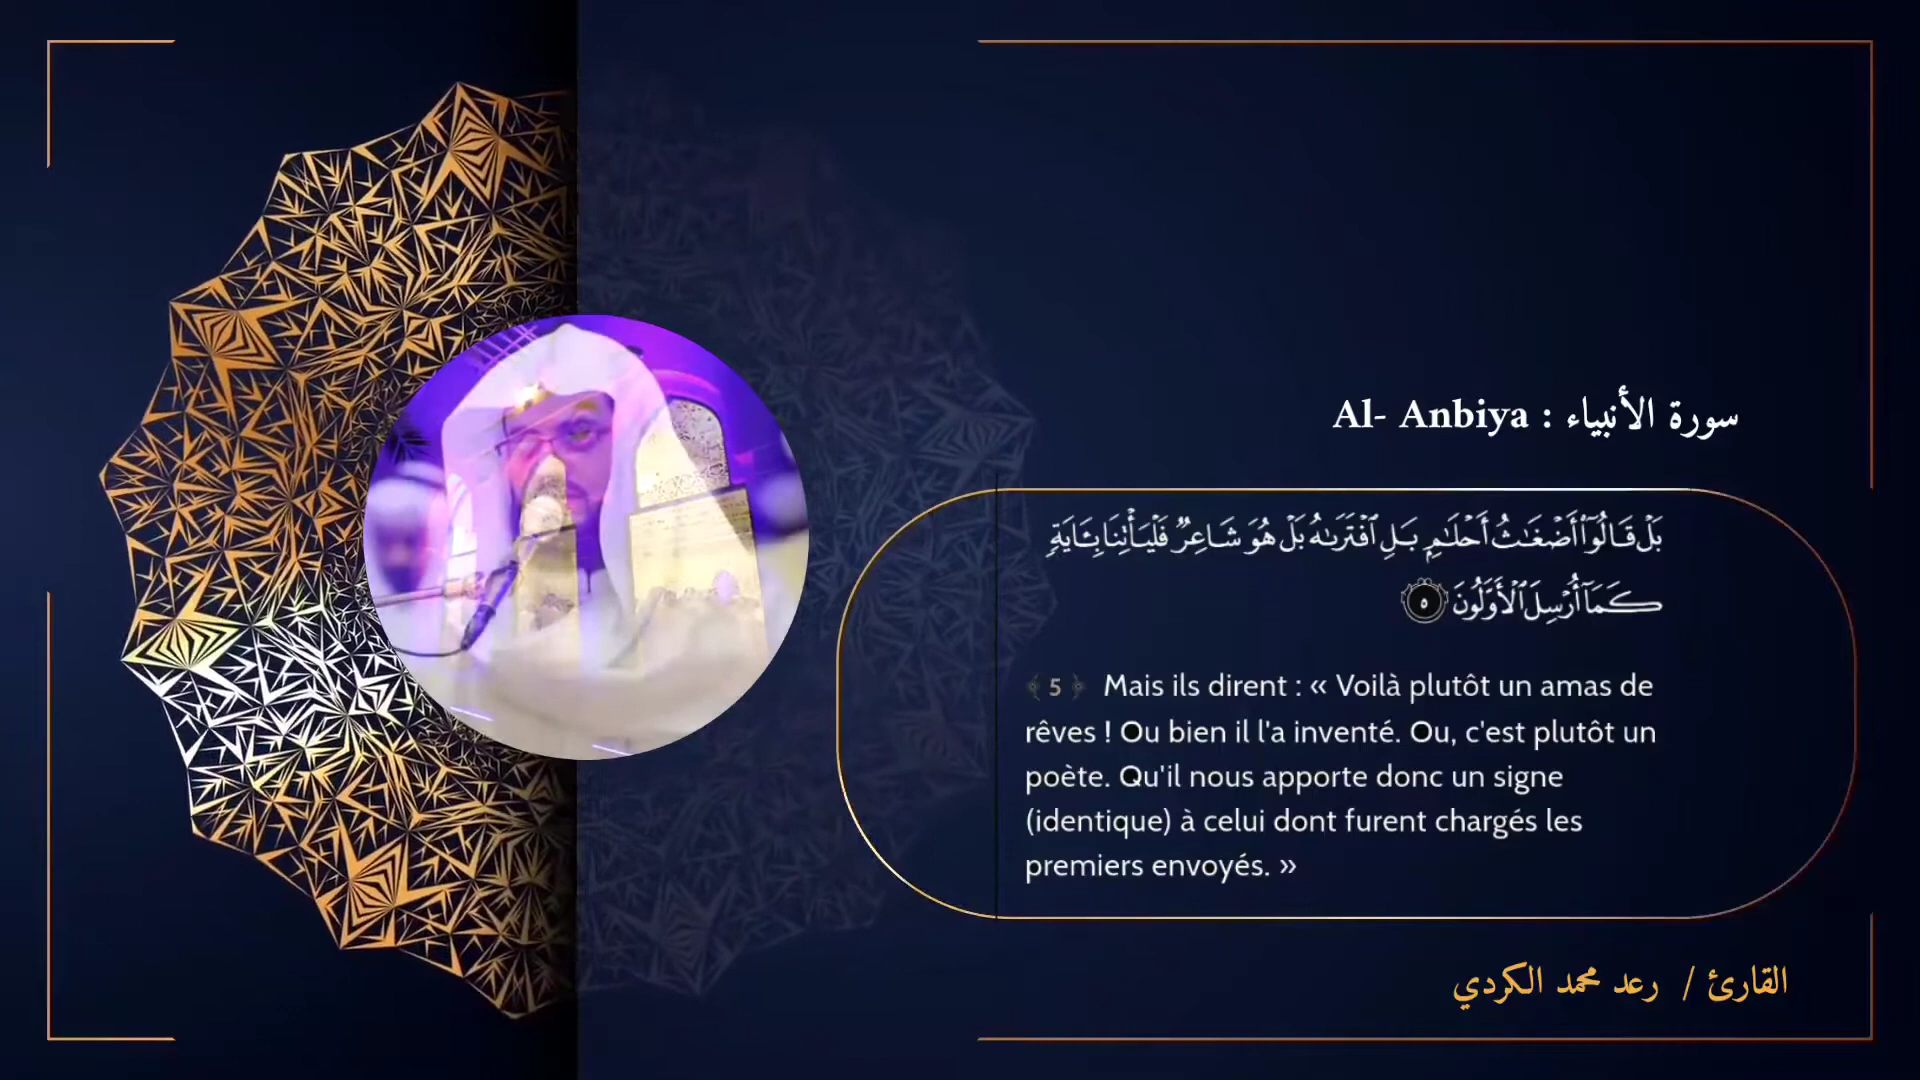 Al- Anbiya : سورة الأنبياء
بَلْ قَالُوٓا۟ أَضْغَـٰثُ أَحْلَـٰمٍۭ بَلِ ٱفْتَرَىٰهُ بَلْ هُوَ شَاعِرٌ فَلْيَأْتِنَا بِـَٔايَةٍ
كَمَآ أُرْسِلَ ٱلْأَوَّلُونَ ٥
5 Mais ils dirent : « Voilà plutôt un amas de
rêves ! Ou bien il l'a inventé. Ou, c'est plutôt un
poète. Qu'il nous apporte donc un signe
(identique) à celui dont furent chargés les
premiers envoyés. »
القارئ / رعد محمد الكردي